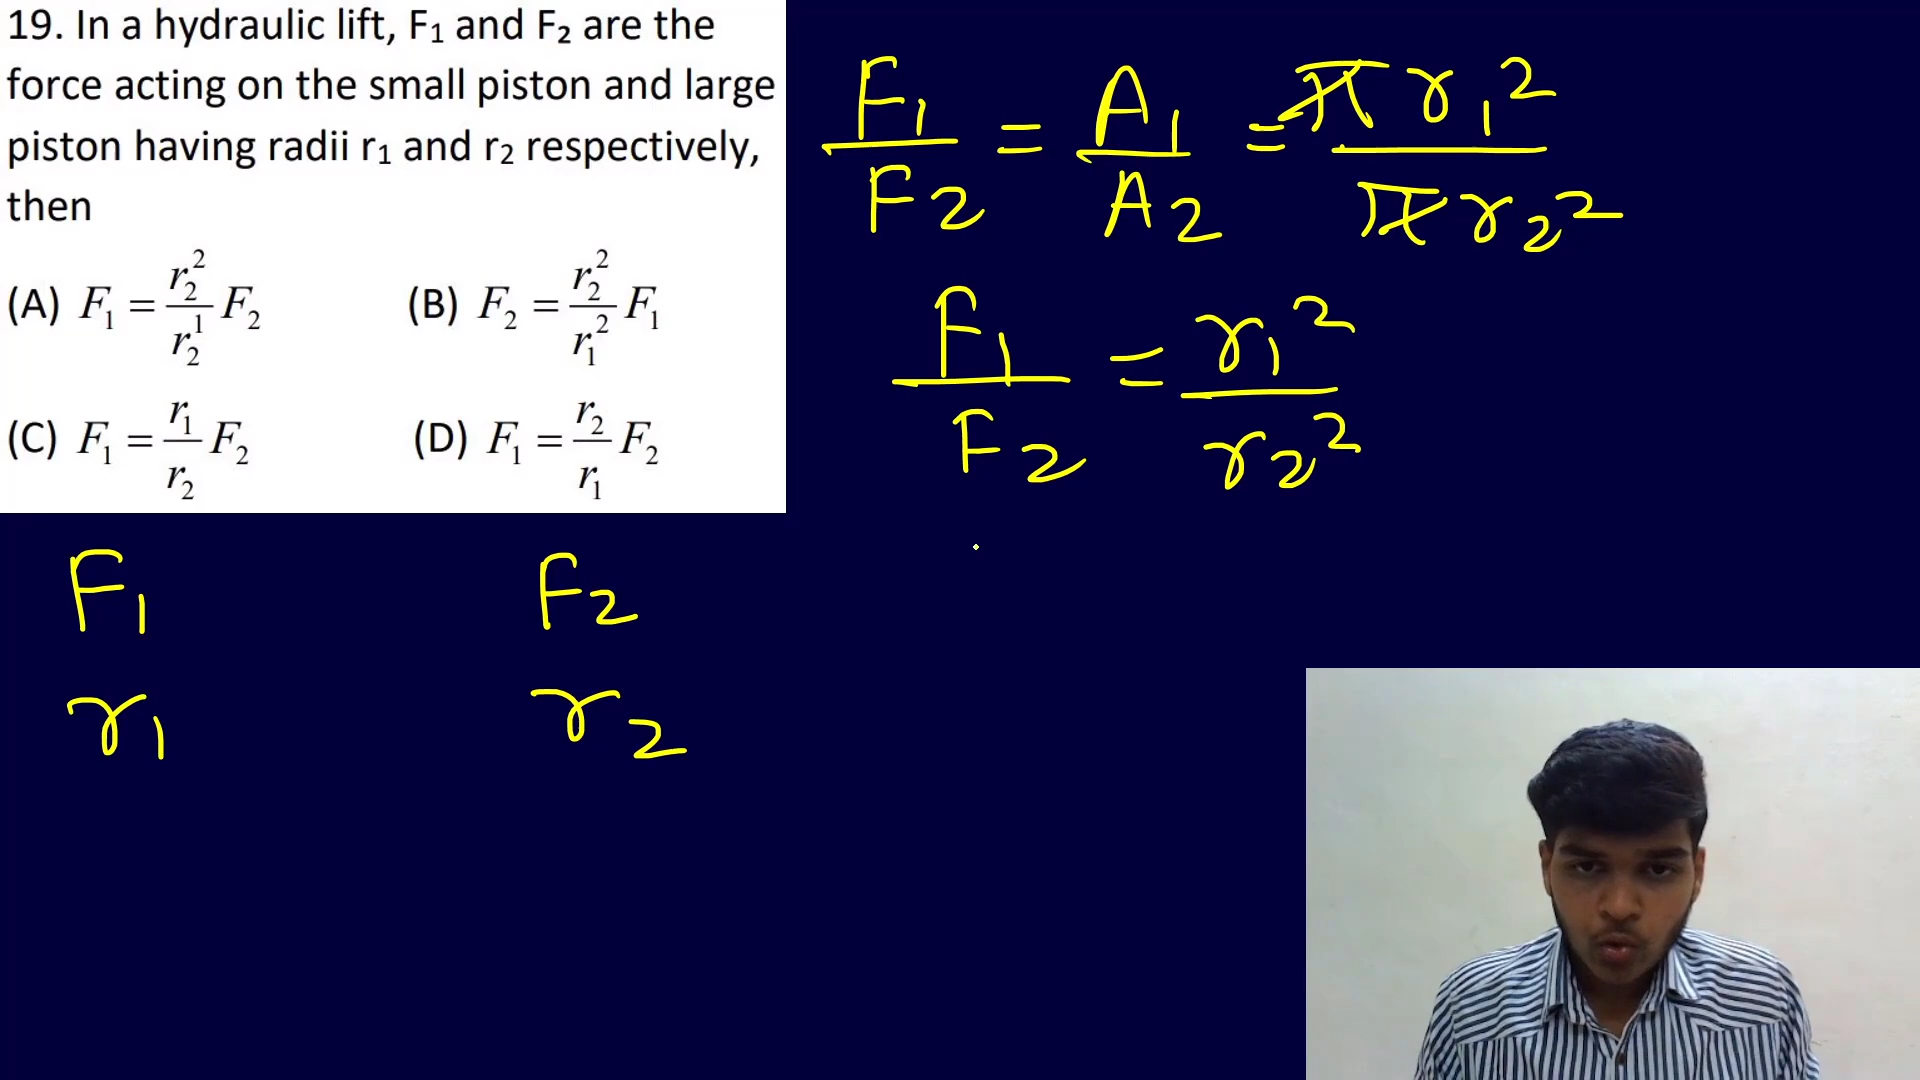 19. In a hydraulic lift, F₁ and F₂ are the
force acting on the small piston and large
piston having radii r₁ and r₂ respectively,
then
(A) F₁ = r₂²/r₂¹ F₂ (B) F₂ = r₂²/r₁² F₁
(C) F₁ = r₁/r₂ F₂ (D) F₁ = r₂/r₁ F₂
F₁/F₂ = A₁/A₂ = πr₁²/πr₂²
F₁/F₂ = r₁²/r₂²
F₁ F₂
r₁ r₂